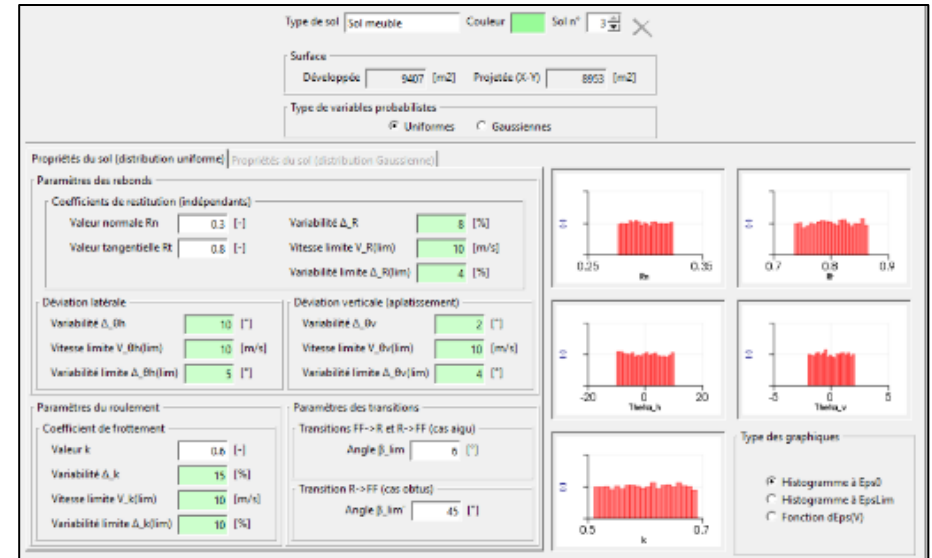 Type de sol Sol meuble Couleur Sol n° 3
Surface
Développée 9407 [m2] Projetée (X-Y) 8953 [m2]
Type de variables probabilistes
Uniformes Gaussiennes
Propriétés du sol (distribution uniforme) Propriétés du sol (distribution Gaussienne)
Paramètres des rebonds
Coefficients de restitution (indépendants)
Valeur normale Rn 0.3 [-] Variabilité Δ_R 8 [%]
Valeur tangentielle Rt 0.8 [-] Vitesse limite V_R(lim) 10 [m/s]
Variabilité limite Δ_R(lim) 4 [%]
0.25 0.35
Rn
0.7 0.8 0.9
Rt
Déviation latérale
Variabilité Δ_θh 10 [°]
Vitesse limite V_θh(lim) 10 [m/s]
Variabilité limite Δ_θh(lim) 5 [°]
Déviation verticale (aplatissement)
Variabilité Δ_θv 2 [°]
Vitesse limite V_θv(lim) 10 [m/s]
Variabilité limite Δ_θv(lim) 4 [°]
-20 0 20
Theta_h
-5 0 5
Theta_v
Paramètres du roulement
Coefficient de frottement
Valeur k 0.6 [-]
Variabilité Δ_k 15 [%]
Vitesse limite V_k(lim) 10 [m/s]
Variabilité limite Δ_k(lim) 10 [%]
Paramètres des transitions
Transitions FF->R et R->FF (cas aigu)
Angle β_lim 6 [°]
Transition R->FF (cas obtus)
Angle β_lim' 45 [°]
0.5 0.7
k
Type des graphiques
Histogramme à Eps0
Histogramme à EpsLim
Fonction dEps(V)